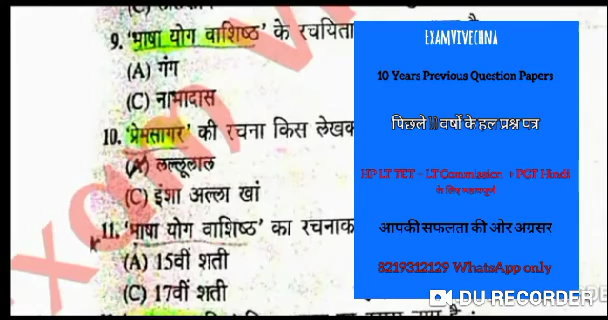 9. 'भाषा योग वाशिष्ठ' के रचयिता
(A) गंग
(C) नाभादास
10. 'प्रेमसागर' की रचना किस लेखक
(A) लल्लूलाल
(C) इंशा अल्ला खां
11. 'भाषा योग वाशिष्ठ' का रचनाक
(A) 15वीं शती
(C) 17वीं शती
EXAMVIVECHNA
10 Years Previous Question Papers
पिछले 10 वर्षो के हल प्रश्न पत्र
HP LT TET - LT Commission + PGT Hindi
के लिए महत्वपूर्ण
आपकी सफलता की ओर अग्रसर
8219312129 WhatsApp only
DU RECORDER